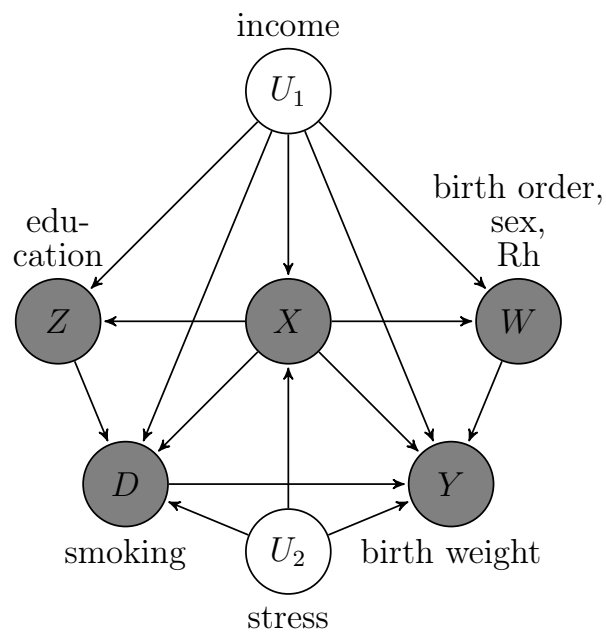 income
U1
birth order,
sex,
Rh
edu-
cation
Z
X
W
D
Y
smoking
U2
birth weight
stress